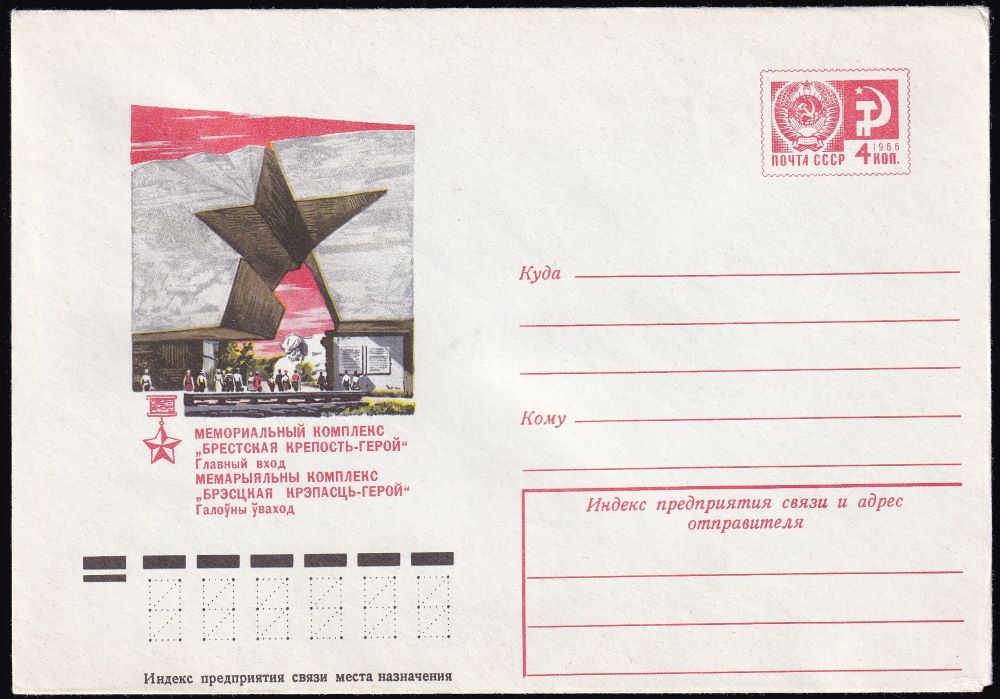 ПОЧТА СССР
1966
4 КОП.
Куда
Кому
МЕМОРИАЛЬНЫЙ КОМПЛЕКС
„БРЕСТСКАЯ КРЕПОСТЬ-ГЕРОЙ“
Главный вход
МЕМАРЫЯЛЬНЫ КОМПЛЕКС
„БРЭСЦКАЯ КРЭПАСЦЬ-ГЕРОЙ“
Галоўны ўваход
Индекс предприятия связи и адрес
отправителя
Индекс предприятия связи места назначения